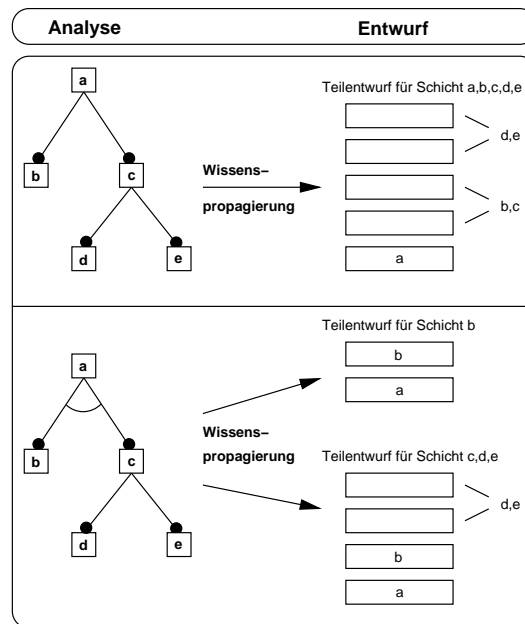 Analyse
Entwurf
a
b
c
d
e
Wissens–
propagierung
Teilentwurf für Schicht a,b,c,d,e
d,e
b,c
a
a
b
c
d
e
Wissens–
propagierung
Teilentwurf für Schicht b
b
a
Teilentwurf für Schicht c,d,e
d,e
b
a